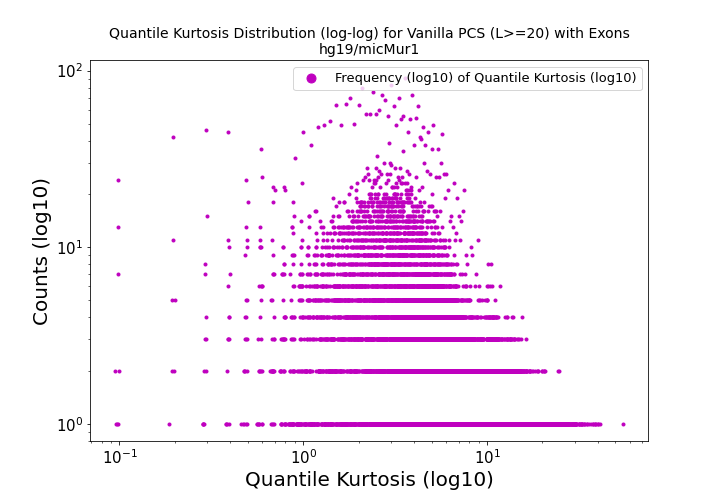 Quantile Kurtosis Distribution (log-log) for Vanilla PCS (L>=20) with Exons
hg19/micMur1
Frequency (log10) of Quantile Kurtosis (log10)
Counts (log10)
10²
10¹
10⁰
10⁻¹ 10⁰ 10¹
Quantile Kurtosis (log10)